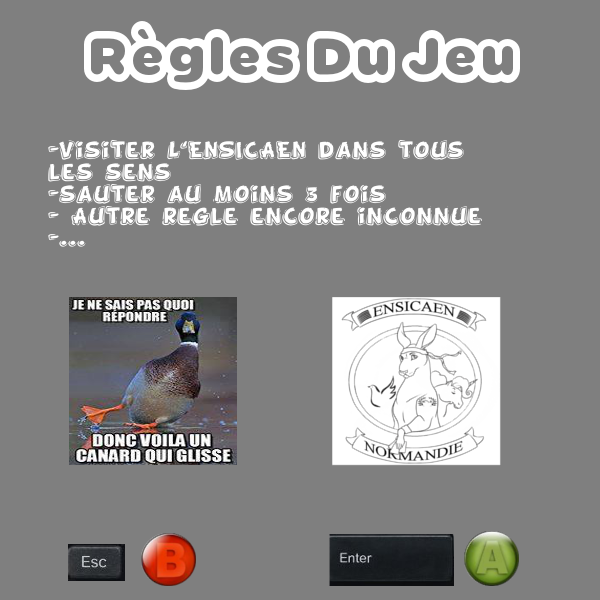 Règles Du Jeu
-VISITER L'ENSICAEN DANS TOUS
LES SENS
-SAUTER AU MOINS 3 FOIS
- AUTRE REGLE ENCORE INCONNUE
-...
JE NE SAIS PAS QUOI
RÉPONDRE
DONC VOILA UN
CANARD QUI GLISSE
ENSICAEN
NORMANDIE
Esc
B
Enter
A